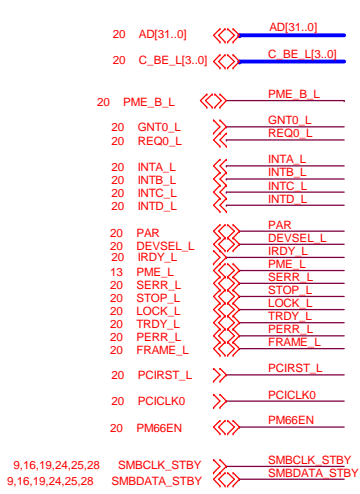 20 AD[31..0] AD[31..0]
20 C_BE_L[3..0] C_BE_L[3..0]
20 PME_B_L PME_B_L
20 GNT0_L GNT0_L
20 REQ0_L REQ0_L
20 INTA_L INTA_L
20 INTB_L INTB_L
20 INTC_L INTC_L
20 INTD_L INTD_L
20 PAR PAR
20 DEVSEL_L DEVSEL_L
20 IRDY_L IRDY_L
13 PME_L PME_L
20 SERR_L SERR_L
20 STOP_L STOP_L
20 LOCK_L LOCK_L
20 TRDY_L TRDY_L
20 PERR_L PERR_L
20 FRAME_L FRAME_L
20 PCIRST_L PCIRST_L
20 PCICLK0 PCICLK0
20 PM66EN PM66EN
9,16,19,24,25,28 SMBCLK_STBY SMBCLK_STBY
9,16,19,24,25,28 SMBDATA_STBY SMBDATA_STBY